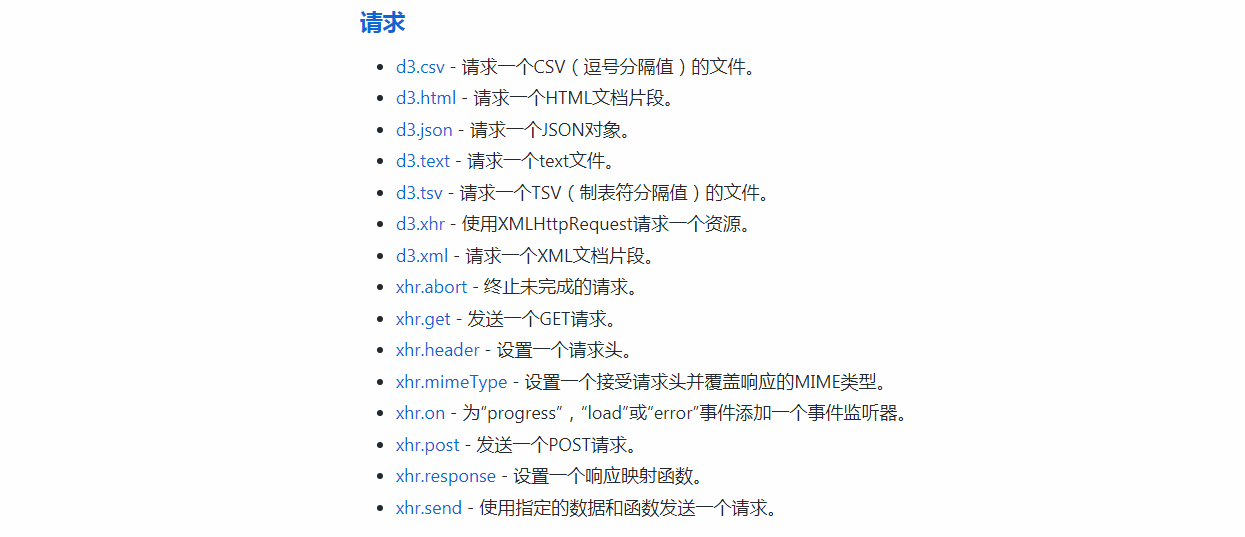 请求
d3.csv - 请求一个CSV（逗号分隔值）的文件。
d3.html - 请求一个HTML文档片段。
d3.json - 请求一个JSON对象。
d3.text - 请求一个text文件。
d3.tsv - 请求一个TSV（制表符分隔值）的文件。
d3.xhr - 使用XMLHttpRequest请求一个资源。
d3.xml - 请求一个XML文档片段。
xhr.abort - 终止未完成的请求。
xhr.get - 发送一个GET请求。
xhr.header - 设置一个请求头。
xhr.mimeType - 设置一个接受请求头并覆盖响应的MIME类型。
xhr.on - 为“progress”，“load”或“error”事件添加一个事件监听器。
xhr.post - 发送一个POST请求。
xhr.response - 设置一个响应映射函数。
xhr.send - 使用指定的数据和函数发送一个请求。